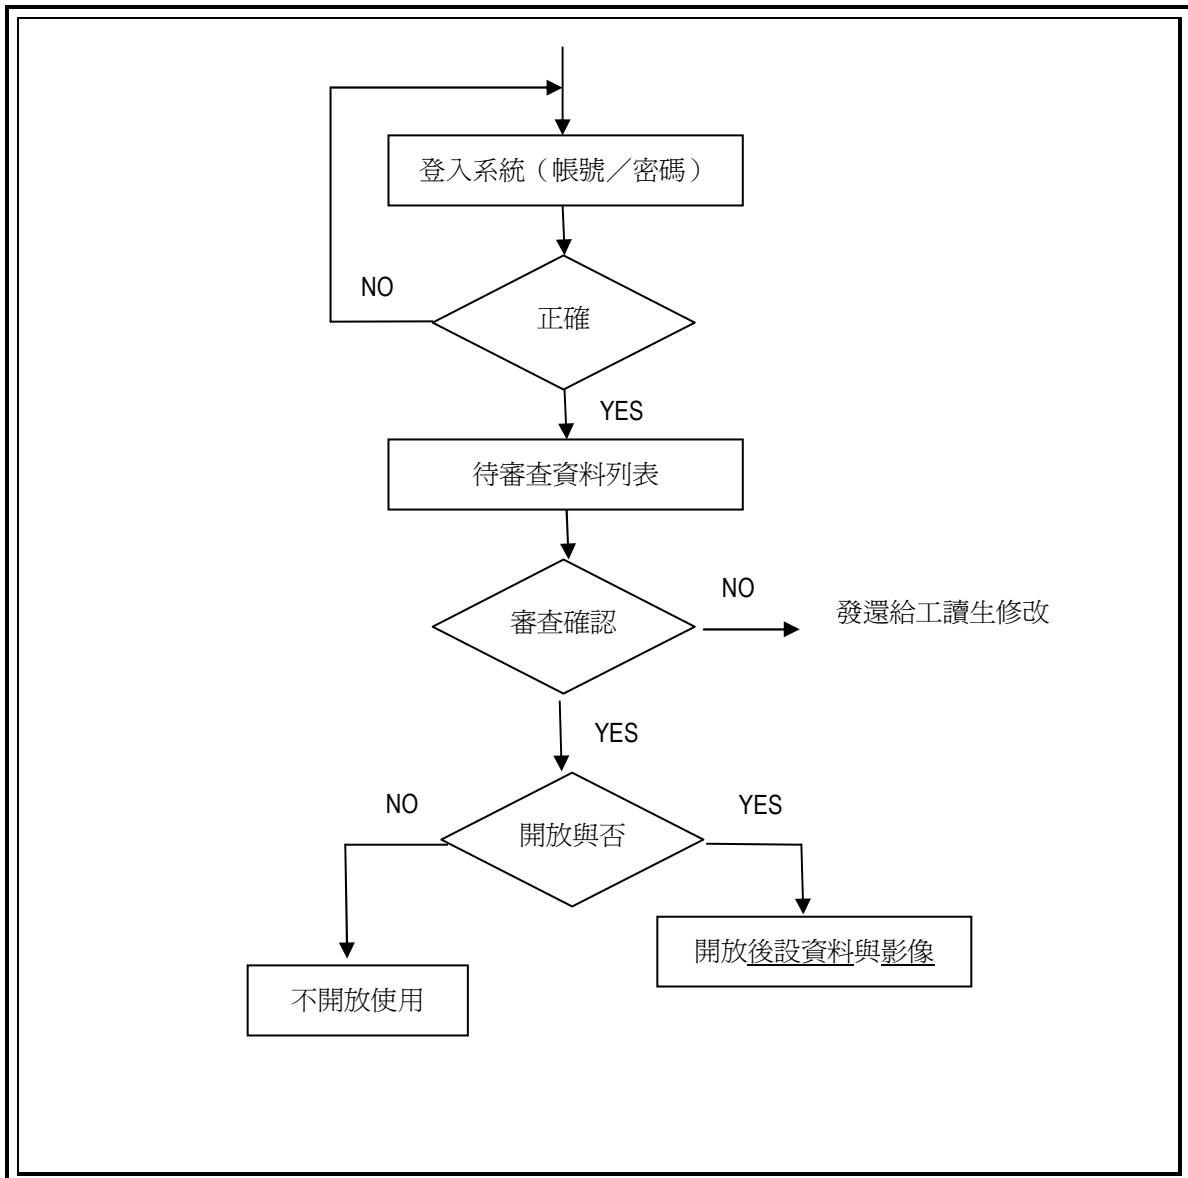 登入系統（帳號／密碼）
NO
正確
YES
待審查資料列表
NO
審查確認
發還給工讀生修改
YES
NO
YES
開放與否
開放後設資料與影像
不開放使用